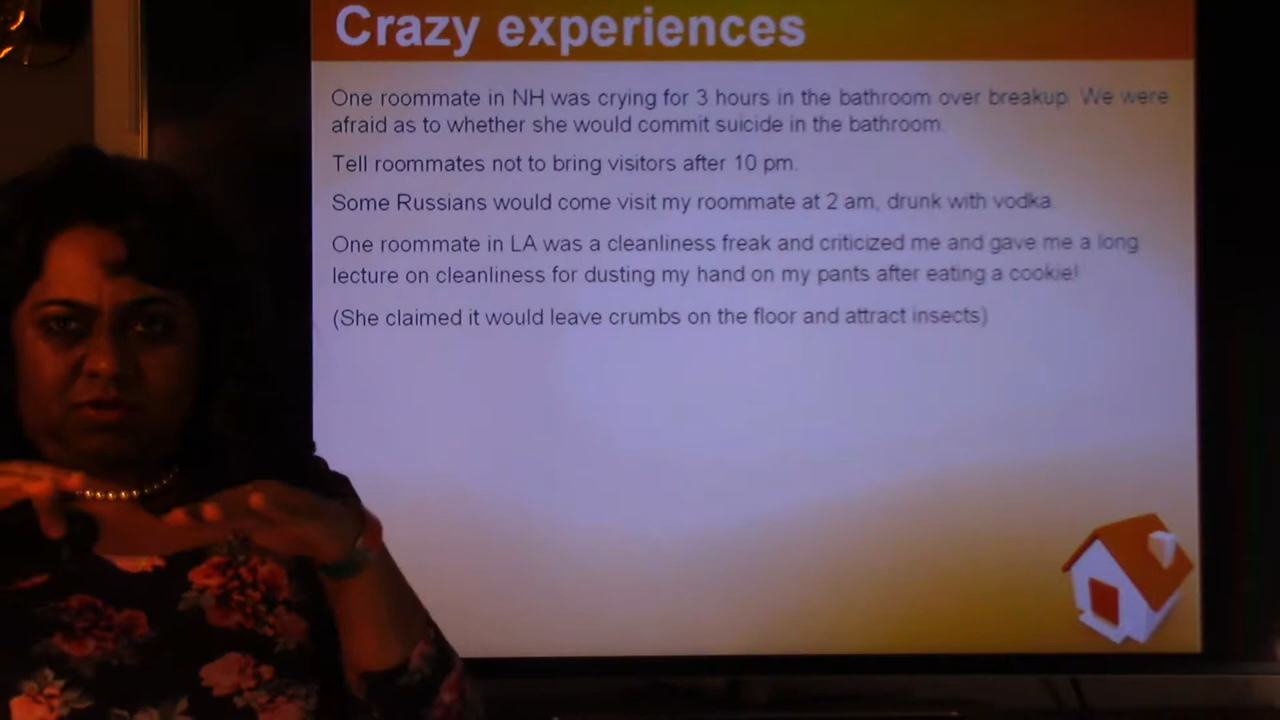 Crazy experiences
One roommate in NH was crying for 3 hours in the bathroom over breakup. We were
afraid as to whether she would commit suicide in the bathroom.
Tell roommates not to bring visitors after 10 pm.
Some Russians would come visit my roommate at 2 am, drunk with vodka.
One roommate in LA was a cleanliness freak and criticized me and gave me a long
lecture on cleanliness for dusting my hand on my pants after eating a cookie!
(She claimed it would leave crumbs on the floor and attract insects)